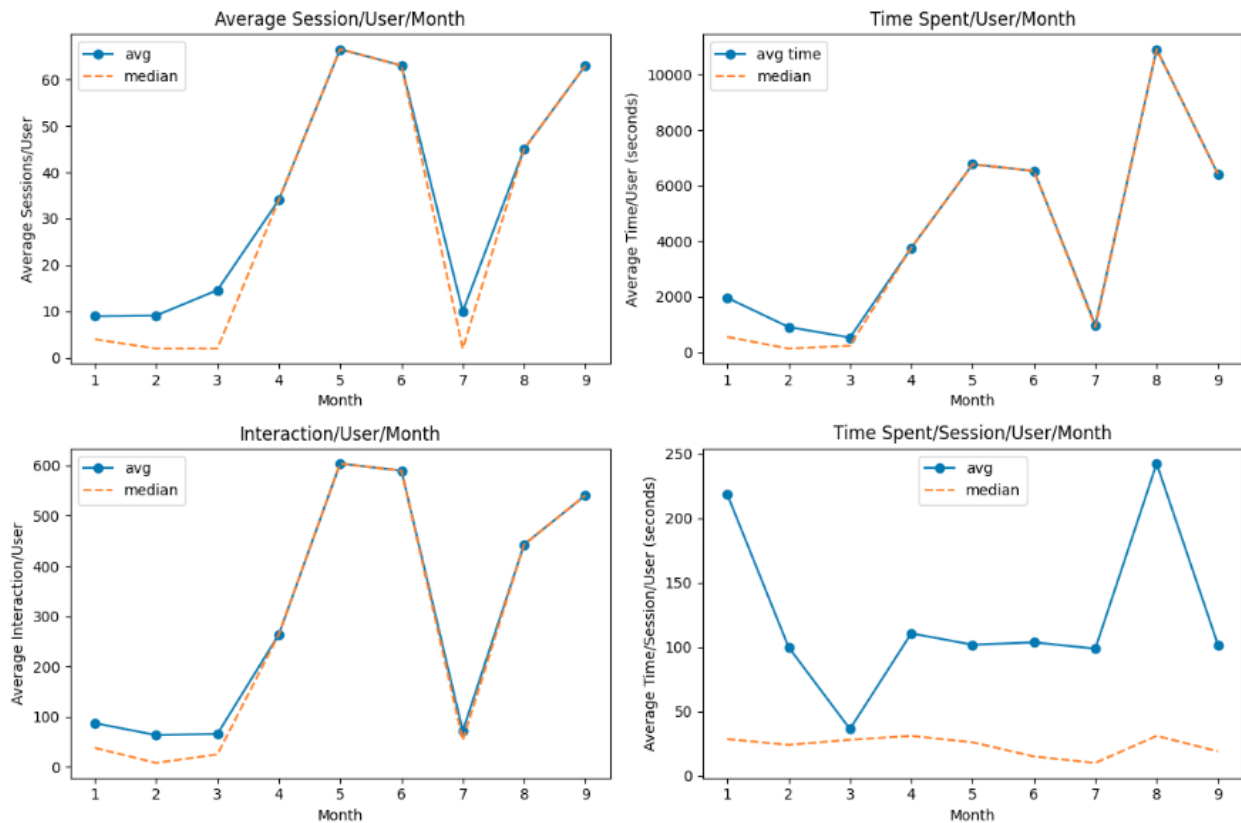 Average Session/User/Month
avg
median
60
50
40
30
20
10
0
Average Sessions/User
1 2 3 4 5 6 7 8 9
Month
Time Spent/User/Month
avg time
median
10000
8000
6000
4000
2000
0
Average Time/User (seconds)
1 2 3 4 5 6 7 8 9
Month
Interaction/User/Month
avg
median
600
500
400
300
200
100
0
Average Interaction/User
1 2 3 4 5 6 7 8 9
Month
Time Spent/Session/User/Month
avg
median
250
200
150
100
50
0
Average Time/Session/User (seconds)
1 2 3 4 5 6 7 8 9
Month